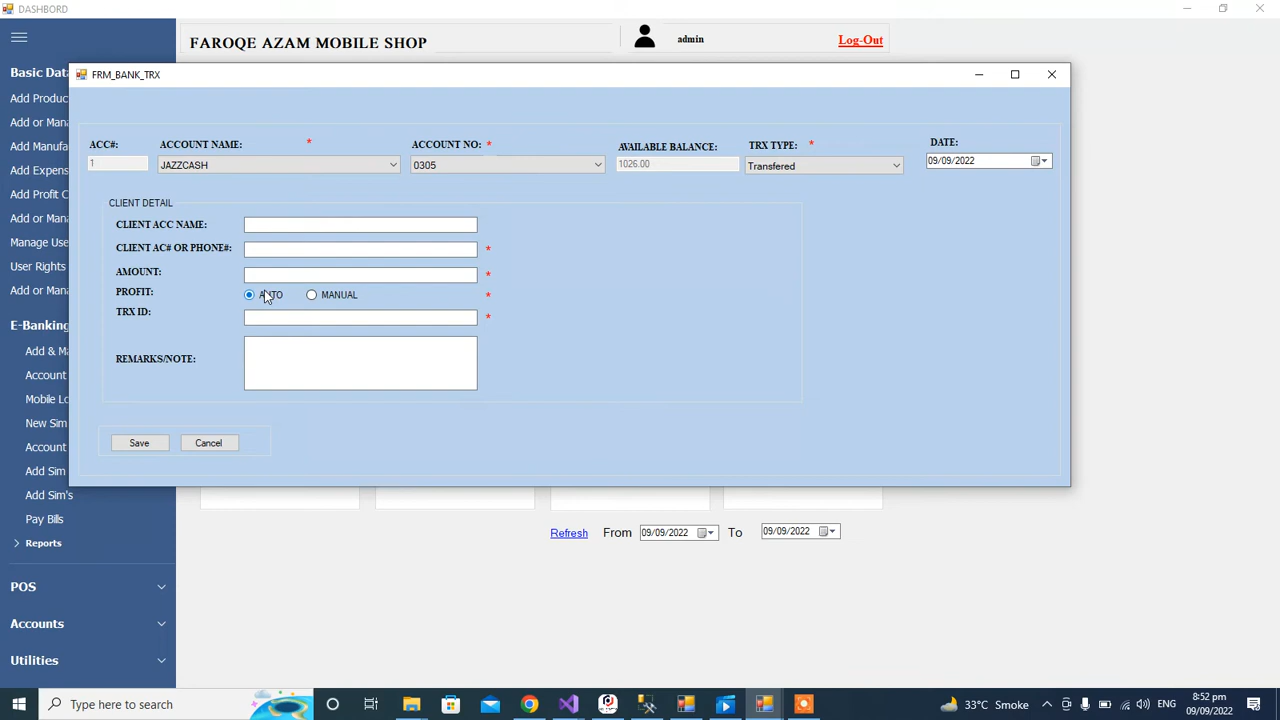 DASHBORD
FAROQE AZAM MOBILE SHOP
admin
Log-Out
Basic Dat
FRM_BANK_TRX
Add Produc
Add or Man
Add Manufa
Add Expens
Add Profit C
Add or Man
Manage Use
User Rights
Add or Man
ACC#:
ACCOUNT NAME: *
ACCOUNT NO: *
AVAILABLE BALANCE:
TRX TYPE: *
DATE:
1
JAZZCASH
0305
1026.00
Transfered
09/09/2022
CLIENT DETAIL
CLIENT ACC NAME:
CLIENT AC# OR PHONE#: *
AMOUNT: *
PROFIT: AUTO MANUAL *
TRX ID: *
REMARKS/NOTE:
Save Cancel
E-Banking
Add & Ma
Account
Mobile Lo
New Sim
Account
Add Sim
Add Sim's
Pay Bills
Reports
Refresh From 09/09/2022 To 09/09/2022
POS
Accounts
Utilities
Type here to search
33°C Smoke
ENG
8:52 pm
09/09/2022